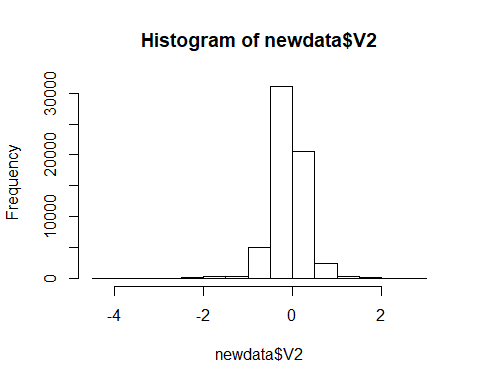 Histogram of newdata$V2
Frequency
30000
20000
10000
0
-4 -2 0 2
newdata$V2